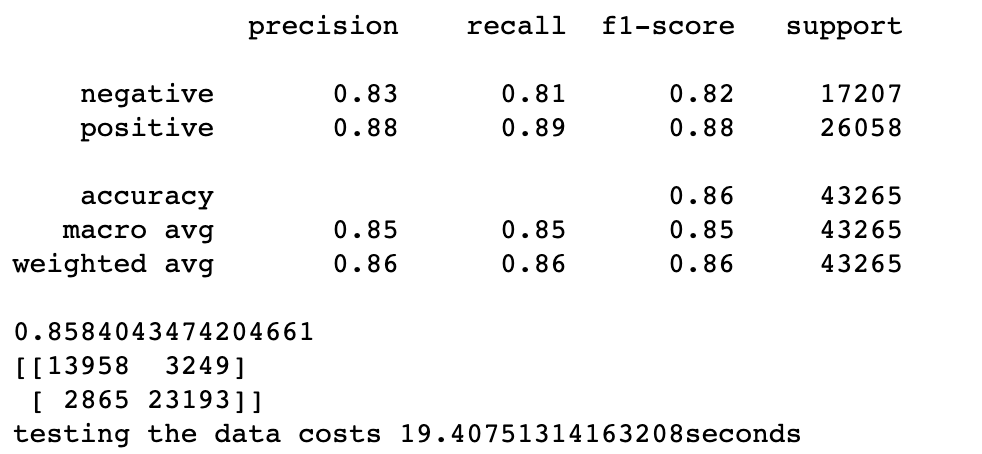 precision recall f1-score support
negative 0.83 0.81 0.82 17207
positive 0.88 0.89 0.88 26058
accuracy 0.86 43265
macro avg 0.85 0.85 0.85 43265
weighted avg 0.86 0.86 0.86 43265
0.8584043474204661
[[13958 3249]
[ 2865 23193]]
testing the data costs 19.40751314163208seconds